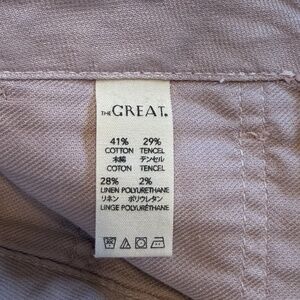 THE GREAT.
41% 29%
COTTON TENCEL
木綿 テンセル
COTON TENCEL
28% 2%
LINEN POLYURETHANE
リネン ポリウレタン
LINGE POLYURÉTHANE